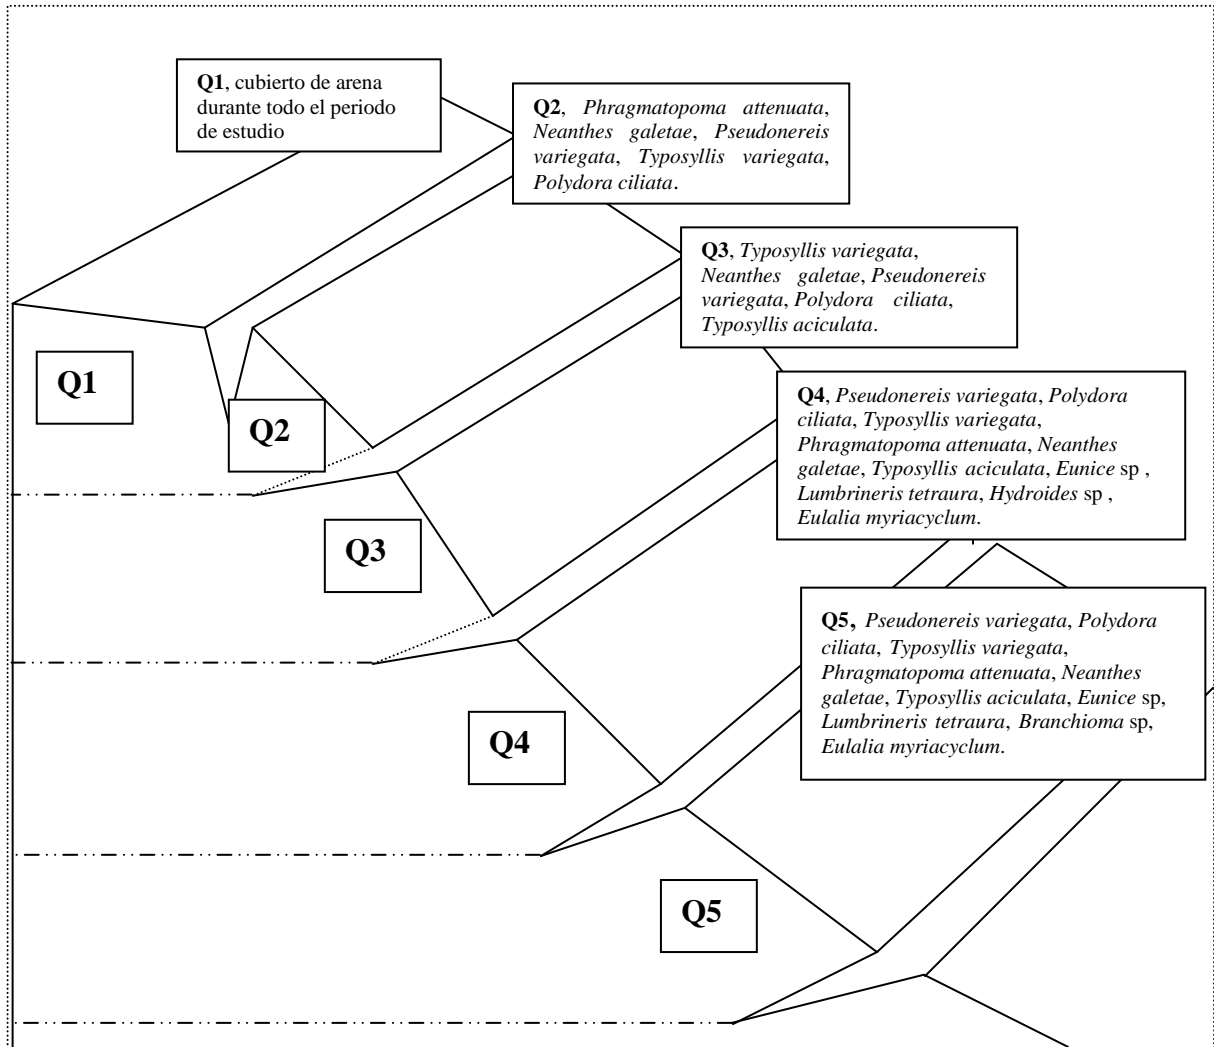 Q1, cubierto de arena
durante todo el periodo
de estudio
Q2, Phragmatopoma attenuata,
Neanthes galetae, Pseudonereis
variegata, Typosyllis variegata,
Polydora ciliata.
Q3, Typosyllis variegata,
Neanthes galetae, Pseudonereis
variegata, Polydora ciliata,
Typosyllis aciculata.
Q1
Q4, Pseudonereis variegata, Polydora
ciliata, Typosyllis variegata,
Phragmatopoma attenuata, Neanthes
galetae, Typosyllis aciculata, Eunice sp ,
Lumbrineris tetraura, Hydroides sp ,
Eulalia myriacyclum.
Q2
Q3
Q5, Pseudonereis variegata, Polydora
ciliata, Typosyllis variegata,
Phragmatopoma attenuata, Neanthes
galetae, Typosyllis aciculata, Eunice sp,
Lumbrineris tetraura, Branchioma sp,
Eulalia myriacyclum.
Q4
Q5